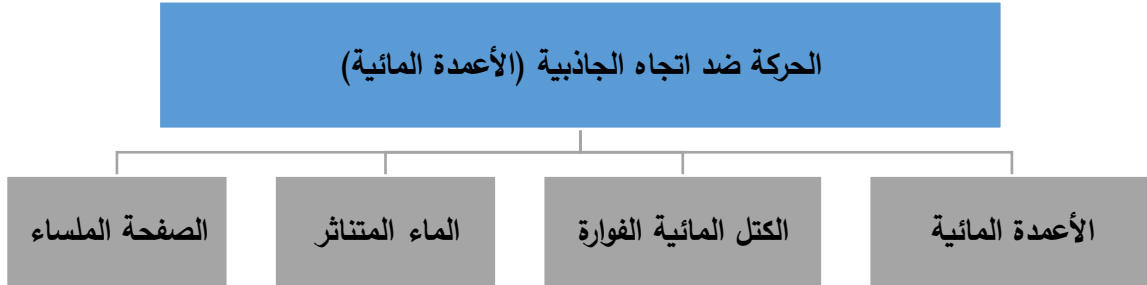 الحركة ضد اتجاه الجاذبية (الأعمدة المائية)
الأعمدة المائية
الكتل المائية الفوارة
الماء المتناثر
الصفحة الملساء